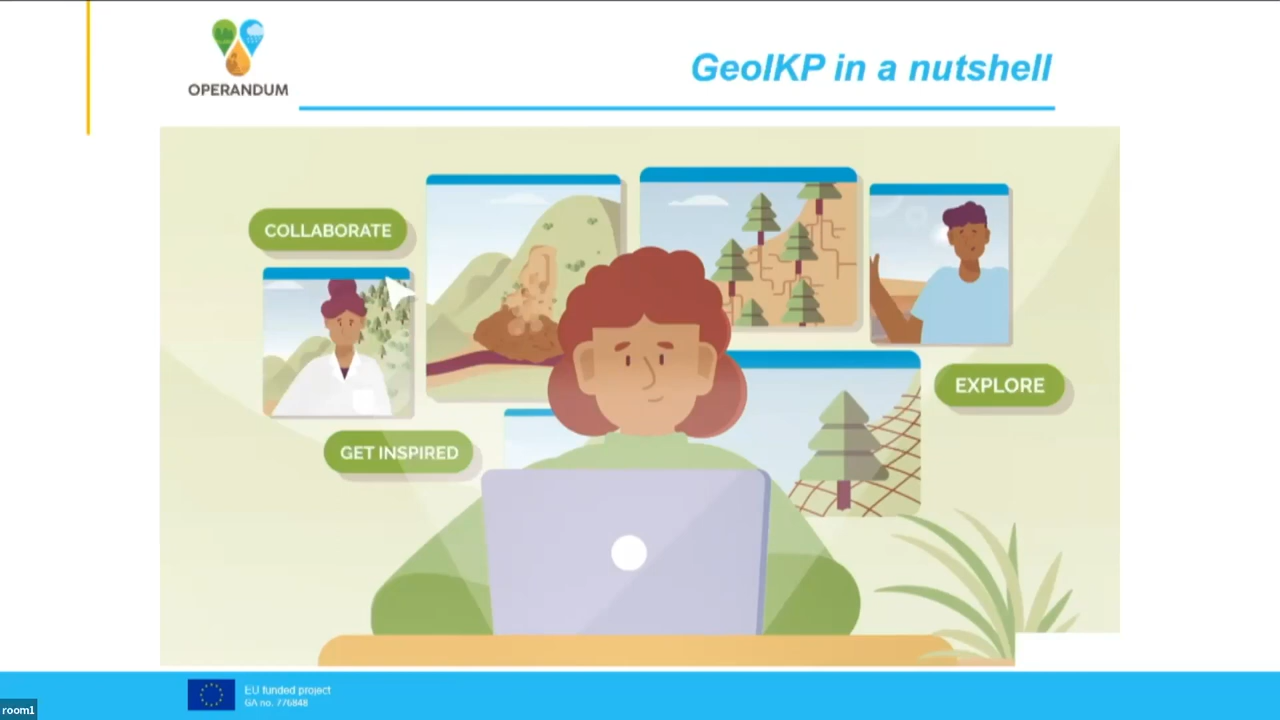 OPERANDUM
GeoIKP in a nutshell
COLLABORATE
GET INSPIRED
EXPLORE
EU funded project
GA no. 776848
room1